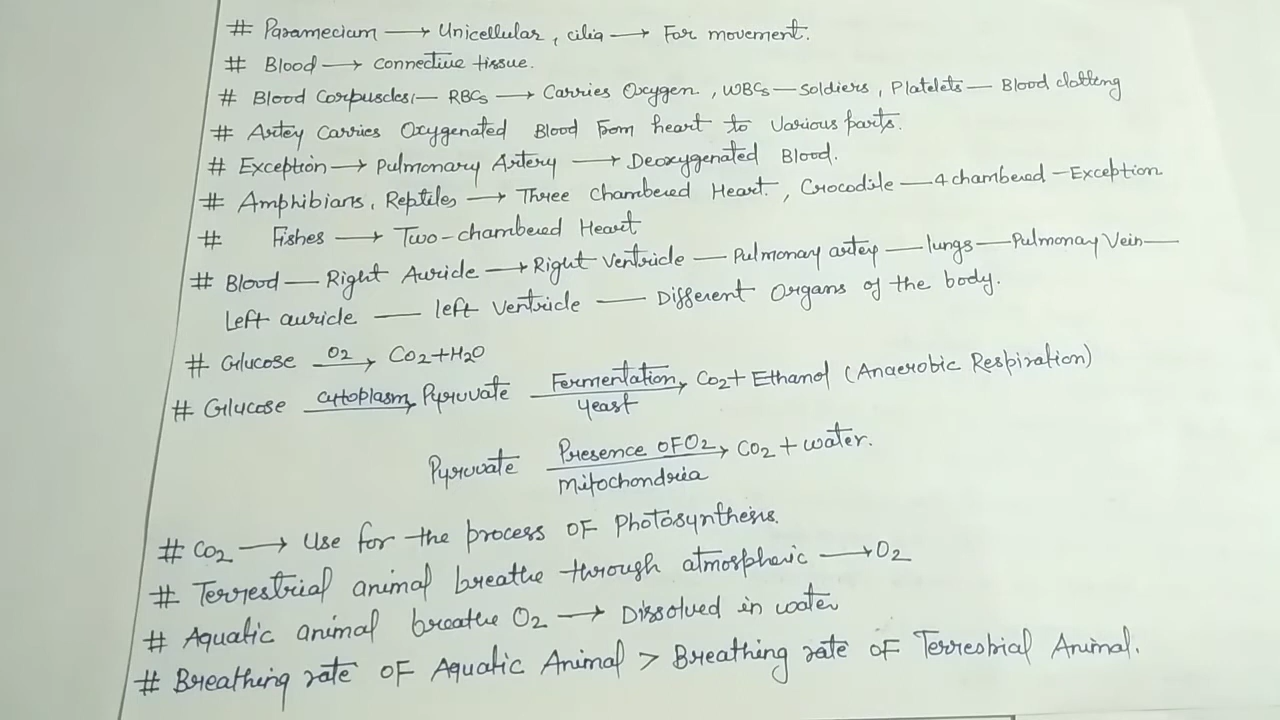 # Paramecium → Unicellular, cilia → For movement.
# Blood → Connective tissue.
# Blood Corpuscles:— RBCs → Carries Oxygen, WBCs — Soldiers, Platelets — Blood clotting
# Artey Carries Oxygenated Blood From heart to Various parts.
# Exception → Pulmonary Artery → Deoxygenated Blood.
# Amphibians, Reptiles → Three Chambered Heart, Crocodile — 4 chambered - Exception
# Fishes → Two-chambered Heart
# Blood — Right Auricle → Right Ventricle — Pulmonary artey — lungs — Pulmonay Vein —
Left auricle — left Ventricle — Different Organs of the body.
# Glucose O2 → CO2+H2O
# Glucose cytoplasm → Pyruvate Fermentation Yeast → CO2+ Ethanol (Anaerobic Respiration)
Pyruvate Presence OF O2 Mitochondria → CO2 + water.
# CO2 → Use for the process OF Photosynthesis.
# Terrestrial animal breathe through atmospheric → O2
# Aquatic animal breathe O2 → Dissolved in water
# Breathing rate OF Aquatic Animal > Breathing rate OF Terrestrial Animal.